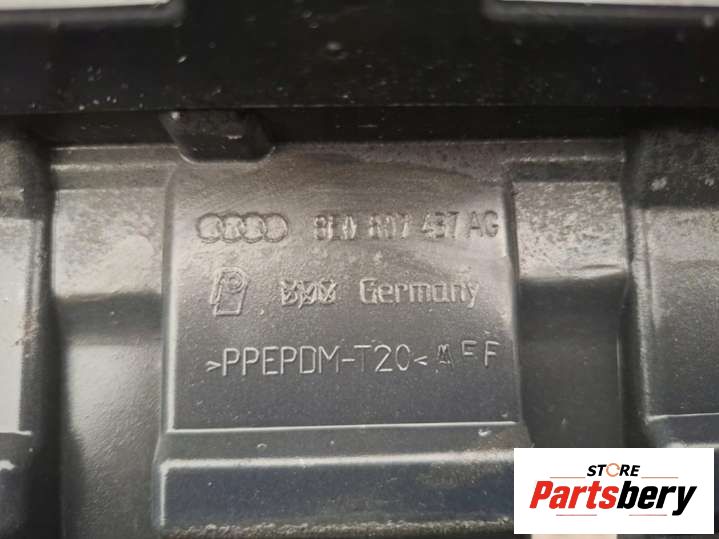 8E0 807 437 AG
Germany
>PPEPDM-T20<
STORE
Partsbery